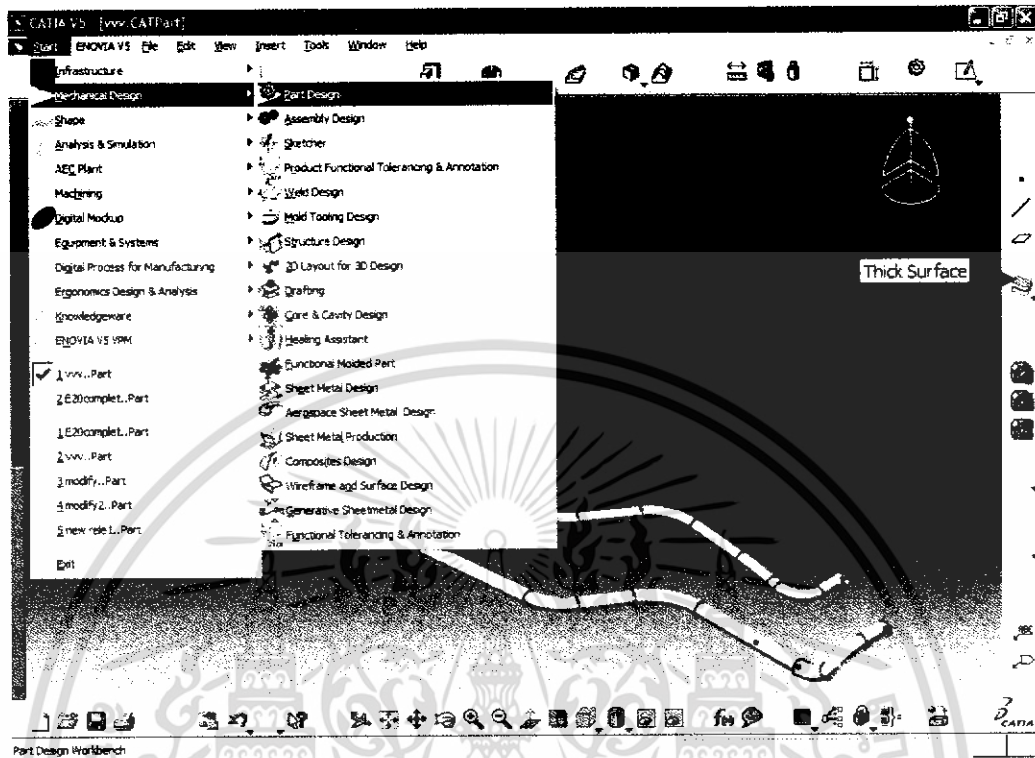 CATIA V5 [vvv.CATPart]
Start ENOVIA V5 File Edit View Insert Tools Window Help
Infrastructure
Mechanical Design
Shape
Analysis & Simulation
AEC Plant
Machining
Digital Mockup
Equipment & Systems
Digital Process for Manufacturing
Ergonomics Design & Analysis
Knowledgeware
ENOVIA V5 VPM
1 vvv..Part
2 E20complet..Part
1 E20complet..Part
2 vvv..Part
3 modify..Part
4 modify2..Part
5 new rele t..Part
Exit
Part Design
Assembly Design
Sketcher
Product Functional Tolerancing & Annotation
Weld Design
Mold Tooling Design
Structure Design
2D Layout for 3D Design
Drafting
Core & Cavity Design
Healing Assistant
Functional Molded Part
Sheet Metal Design
Aerospace Sheet Metal Design
Sheet Metal Production
Composites Design
Wireframe and Surface Design
Generative Sheetmetal Design
Functional Tolerancing & Annotation
Thick Surface
CATIA
Part Design Workbench